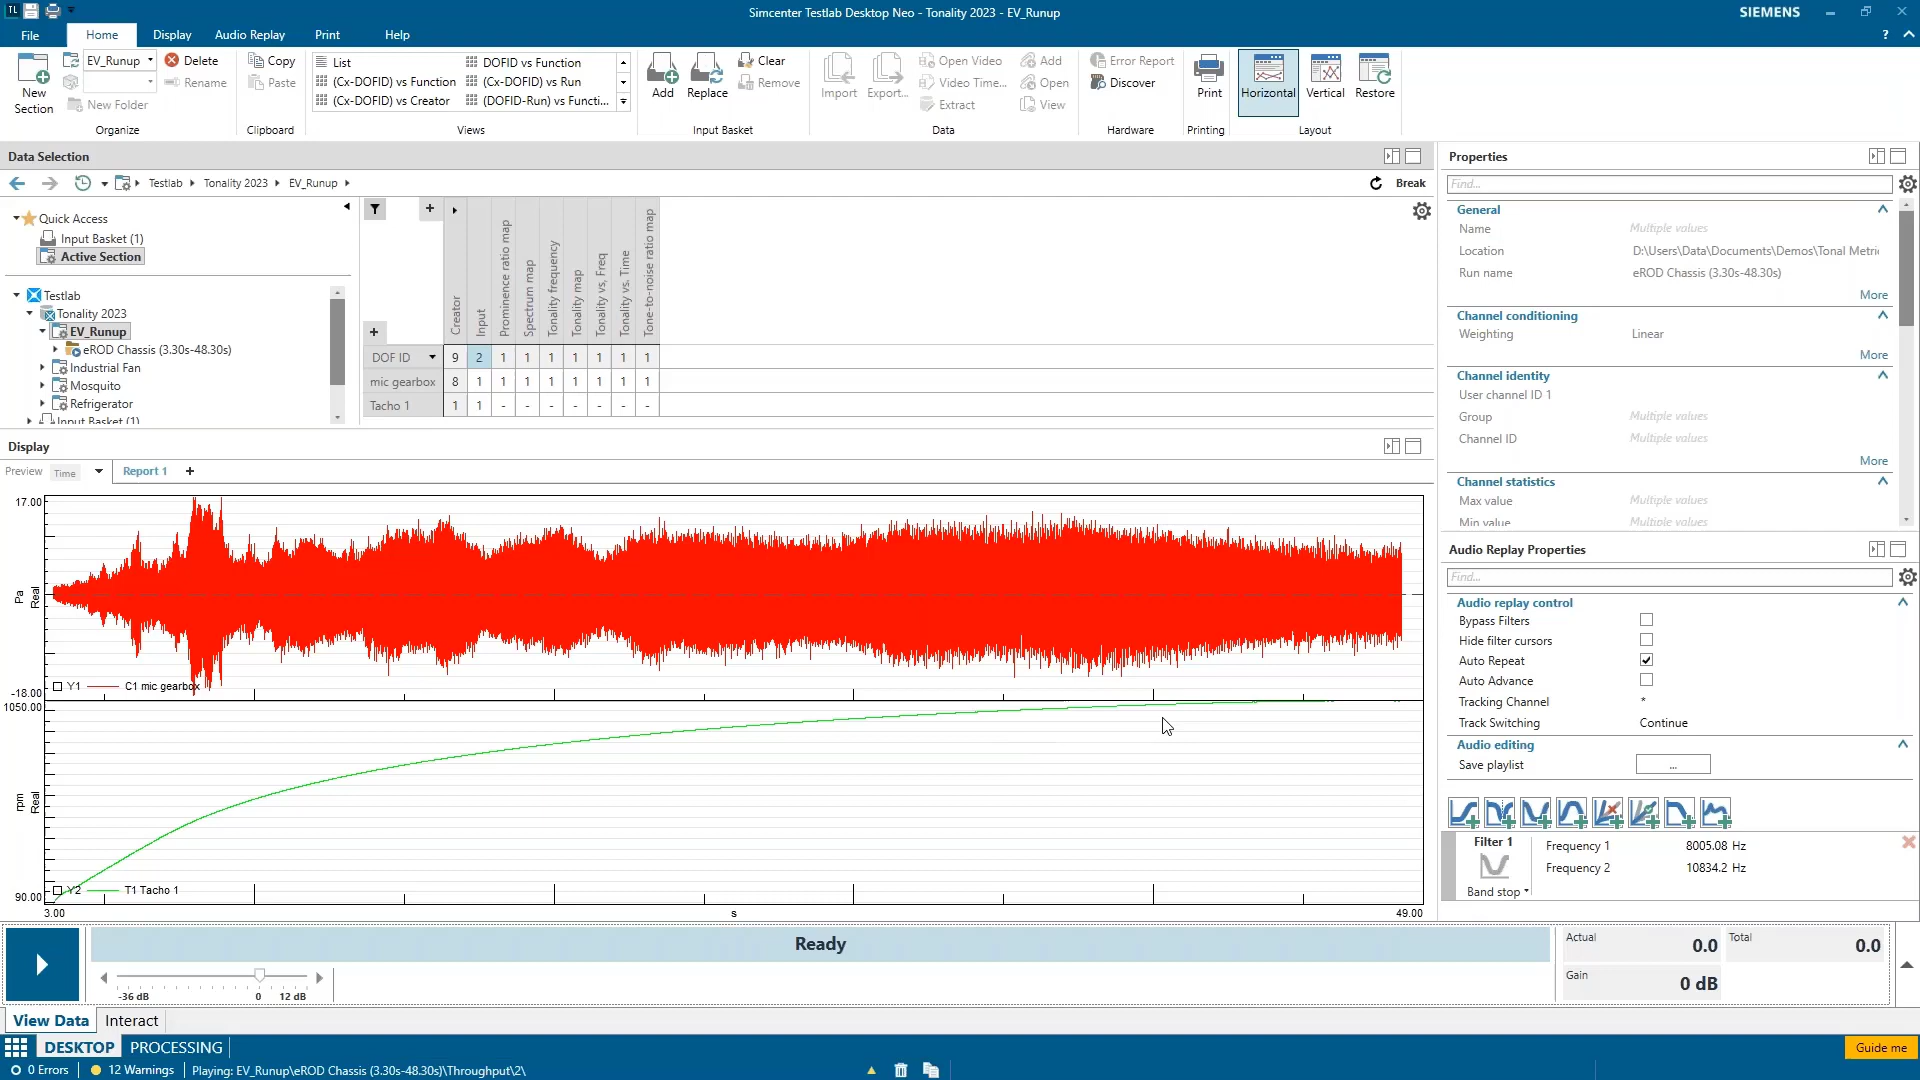 TL
Simcenter Testlab Desktop Neo - Tonality 2023 - EV_Runup
SIEMENS
File
Home
Display
Audio Replay
Print
Help
?
New
Section
EV_Runup
New Folder
Delete
Rename
Organize
Copy
Paste
Clipboard
List
(Cx-DOFID) vs Function
(Cx-DOFID) vs Creator
DOFID vs Function
(Cx-DOFID) vs Run
(DOFID-Run) vs Functi...
Views
Add
Replace
Clear
Remove
Input Basket
Import
Export...
Open Video
Video Time...
Extract
Add
Open
View
Data
Error Report
Discover
Hardware
Print
Printing
Horizontal
Vertical
Restore
Layout
Data Selection
Testlab
Tonality 2023
EV_Runup
Break
Quick Access
Input Basket (1)
Active Section
Testlab
Tonality 2023
EV_Runup
eROD Chassis (3.30s-48.30s)
Industrial Fan
Mosquito
Refrigerator
Input Basket (1)
+
+
Creator
Input
Prominence ratio map
Spectrum map
Tonality frequency
Tonality map
Tonality vs, Freq
Tonality vs. Time
Tone-to-noise ratio map
DOF ID 9 2 1 1 1 1 1 1 1
mic gearbox 8 1 1 1 1 1 1 1 1
Tacho 1 1 1 - - - - - - -
Display
Preview Time
Report 1 +
17.00
Pa
Real
-18.00
Y1 C1 mic gearbox
1050.00
rpm
Real
90.00
Y2 T1 Tacho 1
3.00
s
49.00
Properties
Find...
General
Name Multiple values
Location D:\Users\Data\Documents\Demos\Tonal Metri
Run name eROD Chassis (3.30s-48.30s)
More
Channel conditioning
Weighting Linear
More
Channel identity
User channel ID 1
Group Multiple values
Channel ID Multiple values
More
Channel statistics
Max value Multiple values
Min value Multiple values
Audio Replay Properties
Find...
Audio replay control
Bypass Filters
Hide filter cursors
Auto Repeat
Auto Advance
Tracking Channel *
Track Switching Continue
Audio editing
Save playlist ...
Filter 1
Band stop
Frequency 1 8005.08 Hz
Frequency 2 10834.2 Hz
Ready
-36 dB 0 12 dB
Actual 0.0
Total 0.0
Gain 0 dB
View Data
Interact
DESKTOP
PROCESSING
Guide me
0 Errors
12 Warnings
Playing: EV_Runup\eROD Chassis (3.30s-48.30s)\Throughput\2\